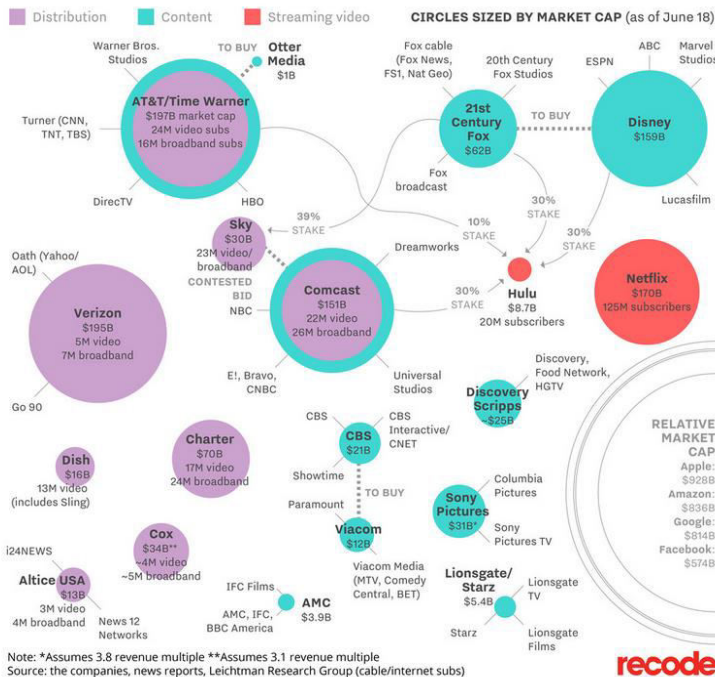 Distribution
Content
Streaming video
CIRCLES SIZED BY MARKET CAP (as of June 18)
Warner Bros.
Studios
TO BUY
Otter
Media
$1B
AT&T/Time Warner
$197B market cap
24M video subs
16M broadband subs
Turner (CNN,
TNT, TBS)
DirecTV
HBO
Fox cable
(Fox News,
FS1, Nat Geo)
20th Century
Fox Studios
21st
Century
Fox
$62B
Fox
broadcast
TO BUY
ESPN
ABC
Marvel
Studios
Disney
$159B
Lucasfilm
39%
STAKE
10%
STAKE
30%
STAKE
30%
STAKE
30%
STAKE
Sky
$30B
23M video/
broadband
CONTESTED
BID
NBC
Dreamworks
Comcast
$151B
22M video
26M broadband
E!, Bravo,
CNBC
Universal
Studios
Hulu
$8.7B
20M subscribers
Netflix
$170B
125M subscribers
Oath (Yahoo/
AOL)
Verizon
$195B
5M video
7M broadband
Go 90
Discovery,
Food Network,
HGTV
Discovery
Scripps
~$25B
RELATIVE
MARKET
CAP
Apple:
$928B
Amazon:
$836B
Google:
$814B
Facebook:
$574B
Dish
$16B
13M video
(includes Sling)
Charter
$70B
17M video
24M broadband
CBS
CBS
Interactive/
CNET
CBS
$21B
Showtime
TO BUY
Paramount
Viacom
$12B
Viacom Media
(MTV, Comedy
Central, BET)
Columbia
Pictures
Sony
Pictures
$31B*
Sony
Pictures TV
Cox
$34B**
~4M video
~5M broadband
i24NEWS
Altice USA
$13B
3M video
4M broadband
News 12
Networks
IFC Films
AMC, IFC,
BBC America
AMC
$3.9B
Lionsgate/
Starz
$5.4B
Lionsgate
TV
Starz
Lionsgate
Films
Note: *Assumes 3.8 revenue multiple **Assumes 3.1 revenue multiple
Source: the companies, news reports, Leichtman Research Group (cable/internet subs)
recode